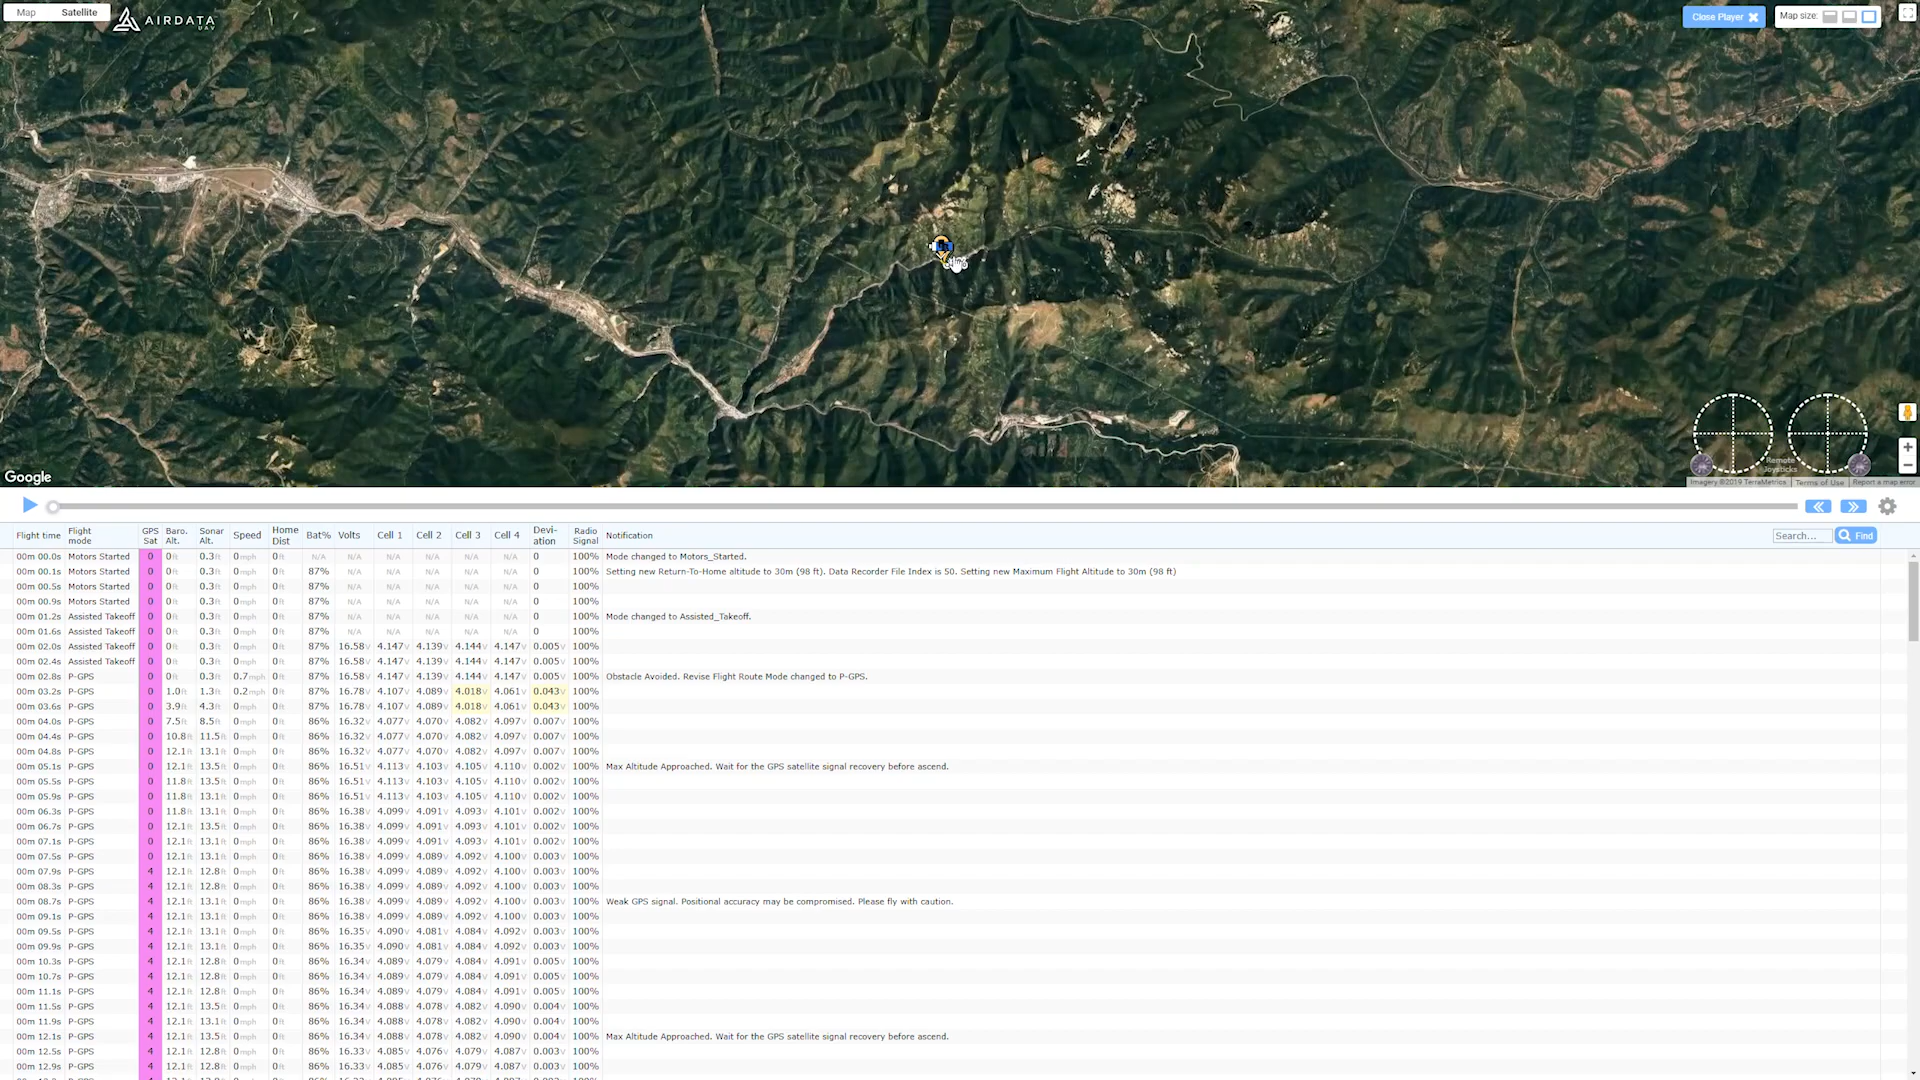 Map Satellite AIRDATA UAV Close Player Map size:
Remote Joysticks
Google
Imagery ©2019 TerraMetrics Terms of Use Report a map error
Flight time Flight mode GPS Sat Baro. Alt. Sonar Alt. Speed Home Dist Bat% Volts Cell 1 Cell 2 Cell 3 Cell 4 Devi-ation Radio Signal Notification Search... Find
00m 00.0s Motors Started 0 0ft 0.3ft 0mph 0ft N/A N/A N/A N/A N/A N/A 0 100% Mode changed to Motors_Started.
00m 00.1s Motors Started 0 0ft 0.3ft 0mph 0ft 87% N/A N/A N/A N/A N/A 0 100% Setting new Return-To-Home altitude to 30m (98 ft). Data Recorder File Index is 50. Setting new Maximum Flight Altitude to 30m (98 ft)
00m 00.5s Motors Started 0 0ft 0.3ft 0mph 0ft 87% N/A N/A N/A N/A N/A 0 100%
00m 00.9s Motors Started 0 0ft 0.3ft 0mph 0ft 87% N/A N/A N/A N/A N/A 0 100%
00m 01.2s Assisted Takeoff 0 0ft 0.3ft 0mph 0ft 87% N/A N/A N/A N/A N/A 0 100% Mode changed to Assisted_Takeoff.
00m 01.6s Assisted Takeoff 0 0ft 0.3ft 0mph 0ft 87% N/A N/A N/A N/A N/A 0 100%
00m 02.0s Assisted Takeoff 0 0ft 0.3ft 0mph 0ft 87% 16.58V 4.147V 4.139V 4.144V 4.147V 0.005V 100%
00m 02.4s Assisted Takeoff 0 0ft 0.3ft 0mph 0ft 87% 16.58V 4.147V 4.139V 4.144V 4.147V 0.005V 100%
00m 02.8s P-GPS 0 0ft 0.3ft 0.7mph 0ft 87% 16.58V 4.147V 4.139V 4.144V 4.147V 0.005V 100% Obstacle Avoided. Revise Flight Route Mode changed to P-GPS.
00m 03.2s P-GPS 0 1.0ft 1.3ft 0.2mph 0ft 87% 16.78V 4.107V 4.089V 4.018V 4.061V 0.043V 100%
00m 03.6s P-GPS 0 3.9ft 4.3ft 0mph 0ft 87% 16.78V 4.107V 4.089V 4.018V 4.061V 0.043V 100%
00m 04.0s P-GPS 0 7.5ft 8.5ft 0mph 0ft 86% 16.32V 4.077V 4.070V 4.082V 4.097V 0.007V 100%
00m 04.4s P-GPS 0 10.8ft 11.5ft 0mph 0ft 86% 16.32V 4.077V 4.070V 4.082V 4.097V 0.007V 100%
00m 04.8s P-GPS 0 12.1ft 13.1ft 0mph 0ft 86% 16.32V 4.077V 4.070V 4.082V 4.097V 0.007V 100%
00m 05.1s P-GPS 0 12.1ft 13.5ft 0mph 0ft 86% 16.51V 4.113V 4.103V 4.105V 4.110V 0.002V 100% Max Altitude Approached. Wait for the GPS satellite signal recovery before ascend.
00m 05.5s P-GPS 0 11.8ft 13.1ft 0mph 0ft 86% 16.51V 4.113V 4.103V 4.105V 4.110V 0.002V 100%
00m 05.9s P-GPS 0 11.8ft 13.1ft 0mph 0ft 86% 16.51V 4.113V 4.103V 4.105V 4.110V 0.002V 100%
00m 06.3s P-GPS 0 11.8ft 13.1ft 0mph 0ft 86% 16.38V 4.099V 4.091V 4.093V 4.101V 0.002V 100%
00m 06.7s P-GPS 0 12.1ft 13.5ft 0mph 0ft 86% 16.38V 4.099V 4.091V 4.093V 4.101V 0.002V 100%
00m 07.1s P-GPS 0 12.1ft 13.1ft 0mph 0ft 86% 16.38V 4.099V 4.091V 4.093V 4.101V 0.002V 100%
00m 07.5s P-GPS 0 12.1ft 13.1ft 0mph 0ft 86% 16.38V 4.099V 4.089V 4.092V 4.100V 0.003V 100%
00m 07.9s P-GPS 4 12.1ft 12.8ft 0mph 0ft 86% 16.38V 4.099V 4.089V 4.092V 4.100V 0.003V 100%
00m 08.3s P-GPS 4 12.1ft 12.8ft 0mph 0ft 86% 16.38V 4.099V 4.089V 4.092V 4.100V 0.003V 100%
00m 08.7s P-GPS 4 12.1ft 13.1ft 0mph 0ft 86% 16.38V 4.099V 4.089V 4.092V 4.100V 0.003V 100% Weak GPS signal. Positional accuracy may be compromised. Please fly with caution.
00m 09.1s P-GPS 4 12.1ft 13.1ft 0mph 0ft 86% 16.38V 4.099V 4.089V 4.092V 4.100V 0.003V 100%
00m 09.5s P-GPS 4 12.1ft 13.1ft 0mph 0ft 86% 16.35V 4.090V 4.081V 4.084V 4.092V 0.003V 100%
00m 09.9s P-GPS 4 12.1ft 13.1ft 0mph 0ft 86% 16.35V 4.090V 4.081V 4.084V 4.092V 0.003V 100%
00m 10.3s P-GPS 4 12.1ft 12.8ft 0mph 0ft 86% 16.34V 4.089V 4.079V 4.084V 4.091V 0.005V 100%
00m 10.7s P-GPS 4 12.1ft 12.8ft 0mph 0ft 86% 16.34V 4.089V 4.079V 4.084V 4.091V 0.005V 100%
00m 11.1s P-GPS 4 12.1ft 12.8ft 0mph 0ft 86% 16.34V 4.089V 4.079V 4.084V 4.091V 0.005V 100%
00m 11.5s P-GPS 4 12.1ft 13.5ft 0mph 0ft 86% 16.34V 4.088V 4.078V 4.082V 4.090V 0.004V 100%
00m 11.9s P-GPS 4 12.1ft 13.1ft 0mph 0ft 86% 16.34V 4.088V 4.078V 4.082V 4.090V 0.004V 100%
00m 12.1s P-GPS 4 12.1ft 13.5ft 0mph 0ft 86% 16.34V 4.088V 4.078V 4.082V 4.090V 0.004V 100% Max Altitude Approached. Wait for the GPS satellite signal recovery before ascend.
00m 12.5s P-GPS 4 12.1ft 12.8ft 0mph 0ft 86% 16.33V 4.085V 4.076V 4.079V 4.087V 0.003V 100%
00m 12.9s P-GPS 4 12.1ft 12.8ft 0mph 0ft 86% 16.33V 4.085V 4.076V 4.079V 4.087V 0.003V 100%